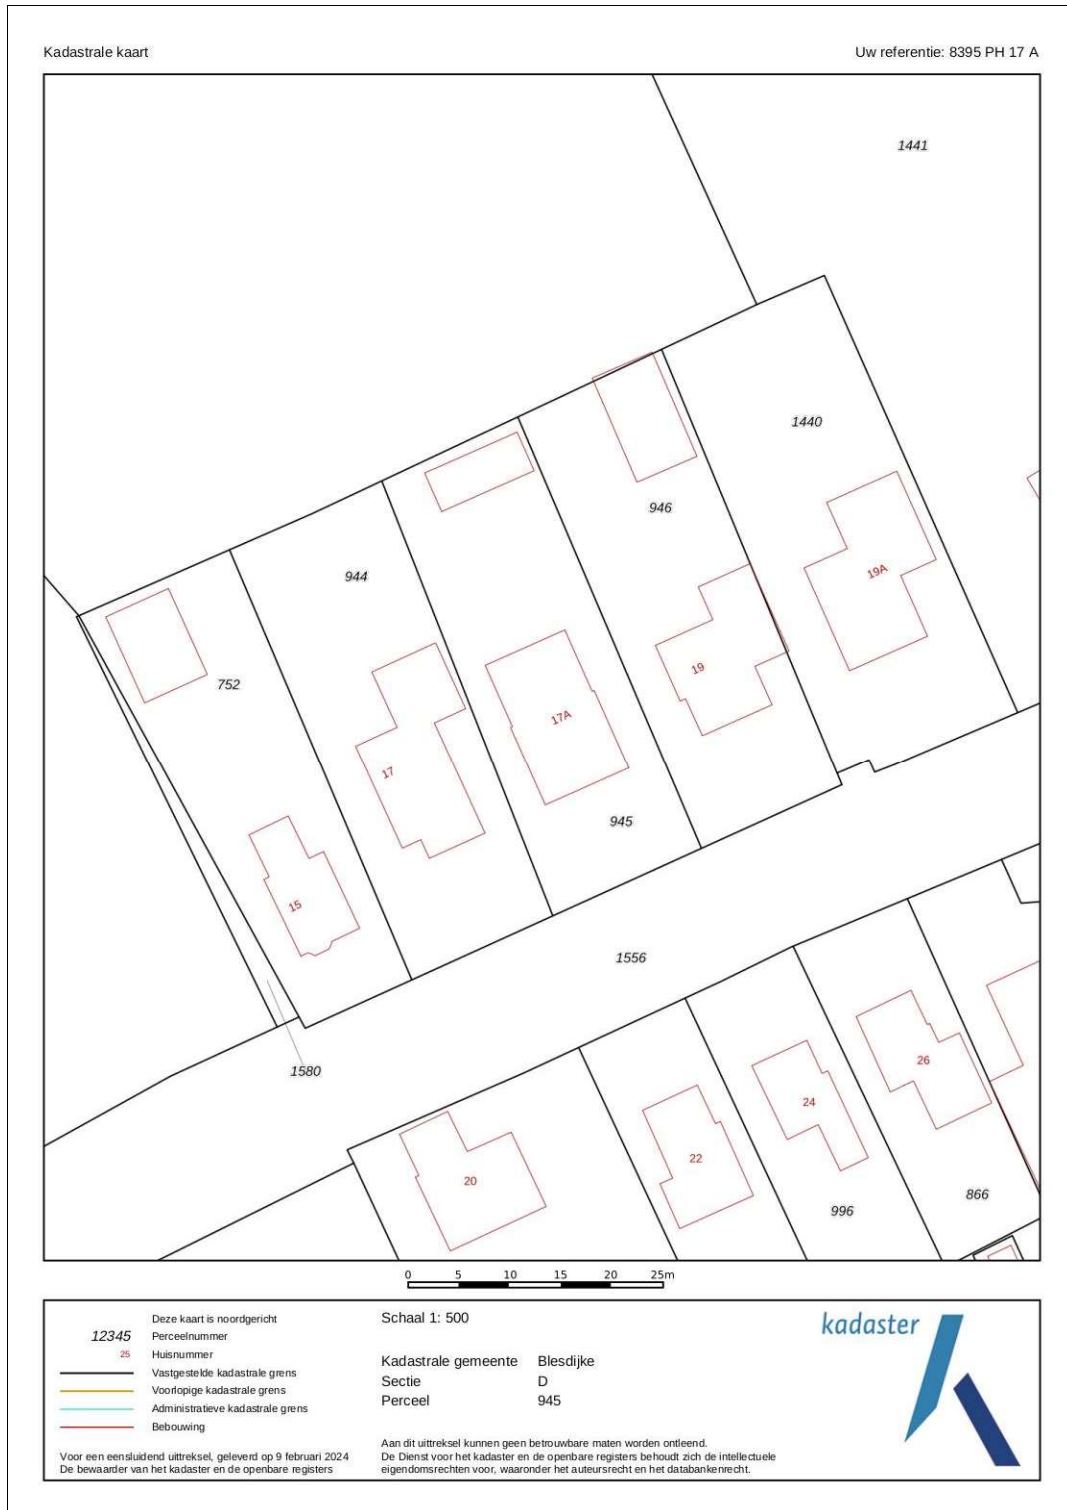 Kadastrale kaart
Uw referentie: 8395 PH 17 A
1441
1440
946
19A
944
19
752
17A
17
945
15
1556
1580
26
24
22
20
866
996
0 5 10 15 20 25m
Deze kaart is noordgericht
12345 Perceelnummer
25 Huisnummer
Vastgestelde kadastrale grens
Voorlopige kadastrale grens
Administratieve kadastrale grens
Bebouwing
Voor een eensluidend uittreksel, geleverd op 9 februari 2024
De bewaarder van het kadaster en de openbare registers
Schaal 1: 500
Kadastrale gemeente Blesdijke
Sectie D
Perceel 945
Aan dit uittreksel kunnen geen betrouwbare maten worden ontleend.
De Dienst voor het kadaster en de openbare registers behoudt zich de intellectuele
eigendomsrechten voor, waaronder het auteursrecht en het databankenrecht.
kadaster